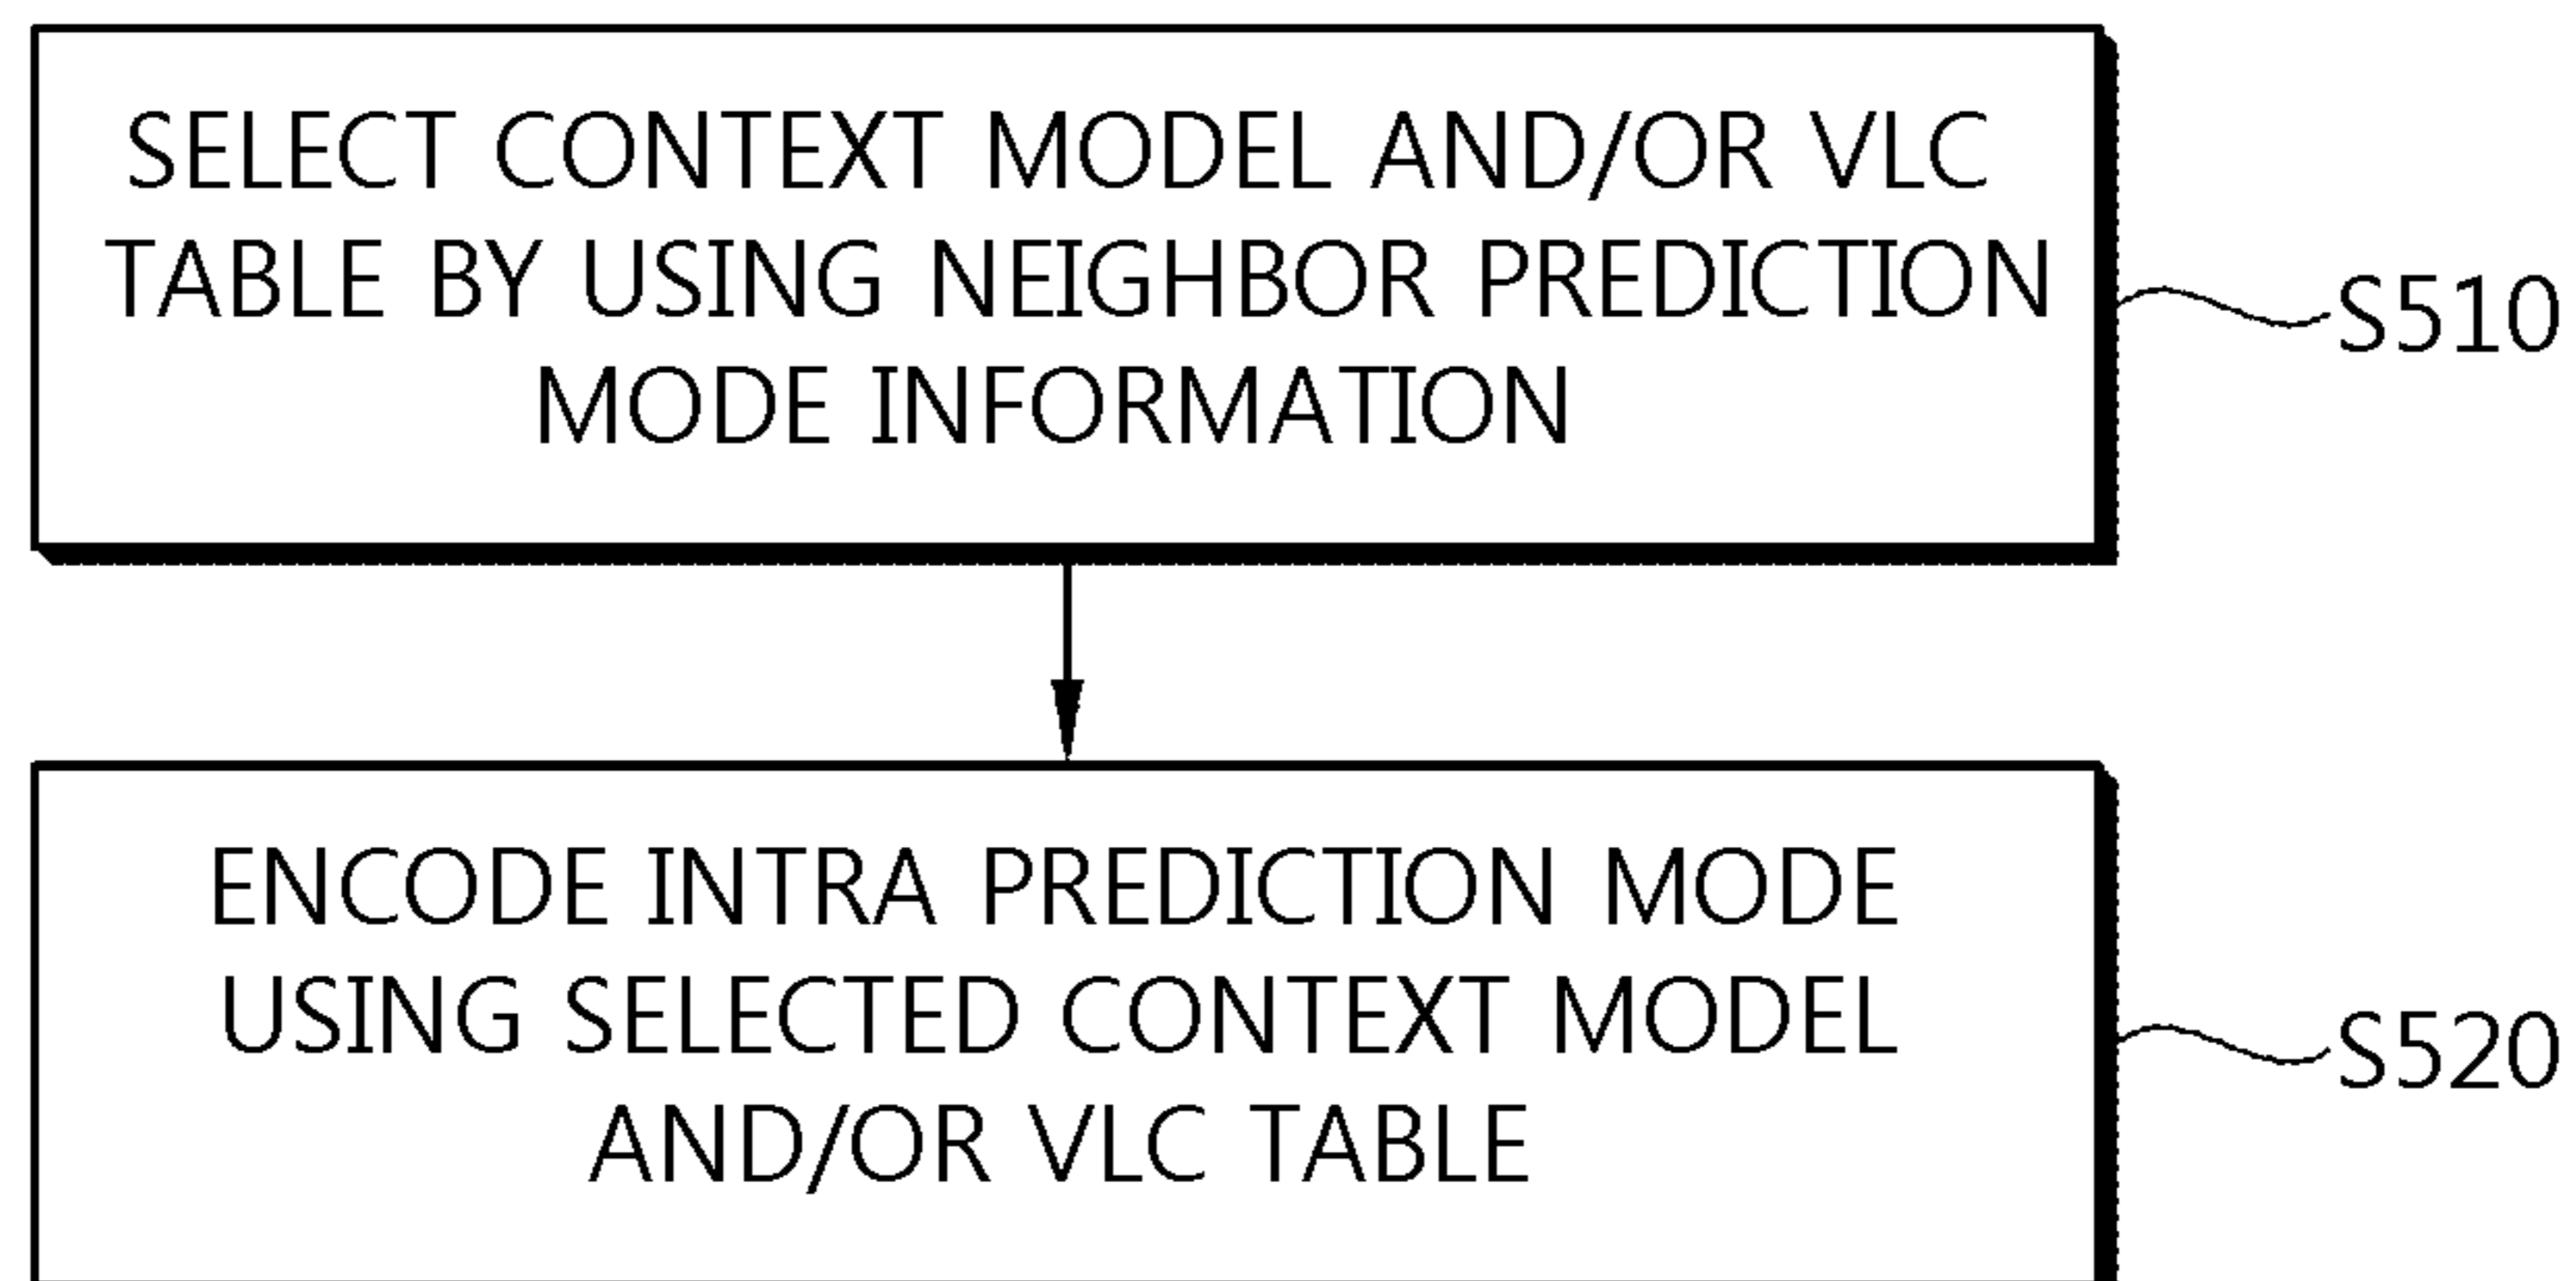 SELECT CONTEXT MODEL AND/OR VLC
TABLE BY USING NEIGHBOR PREDICTION
MODE INFORMATION
S510
ENCODE INTRA PREDICTION MODE
USING SELECTED CONTEXT MODEL
AND/OR VLC TABLE
S520